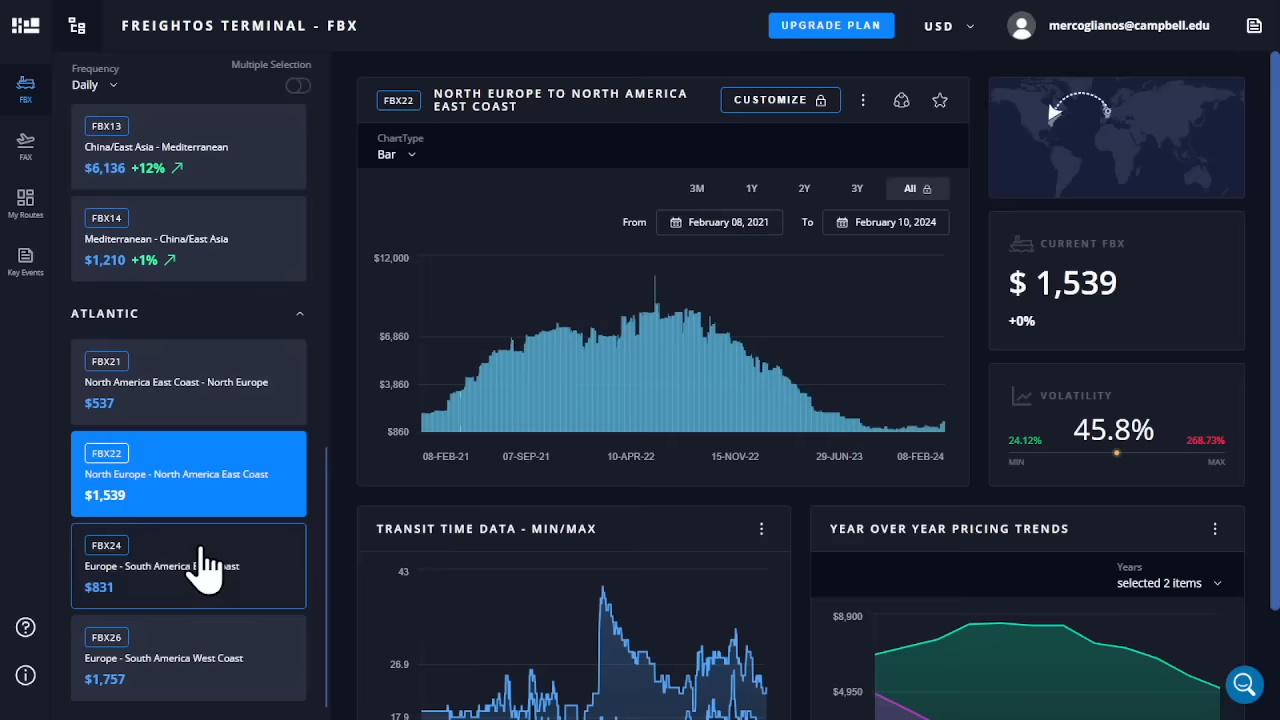 FREIGHTOS TERMINAL - FBX
UPGRADE PLAN
USD
mercoglianos@campbell.edu
FBX
FAX
My Routes
Key Events
Frequency
Daily
Multiple Selection
FBX13
China/East Asia - Mediterranean
$6,136 +12%
FBX14
Mediterranean - China/East Asia
$1,210 +1%
ATLANTIC
FBX21
North America East Coast - North Europe
$537
FBX22
North Europe - North America East Coast
$1,539
FBX24
Europe - South America
$831
FBX26
Europe - South America West Coast
$1,757
FBX22
NORTH EUROPE TO NORTH AMERICA
EAST COAST
CUSTOMIZE
ChartType
Bar
3M 1Y 2Y 3Y All
From February 08, 2021 To February 10, 2024
$12,000
$6,860
$3,860
$860
08-FEB-21 07-SEP-21 10-APR-22 15-NOV-22 29-JUN-23 08-FEB-24
CURRENT FBX
$ 1,539
+0%
VOLATILITY
24.12% 45.8% 268.73%
MIN MAX
TRANSIT TIME DATA - MIN/MAX
43
26.9
17.9
YEAR OVER YEAR PRICING TRENDS
Years
selected 2 items
$8,900
$4,950